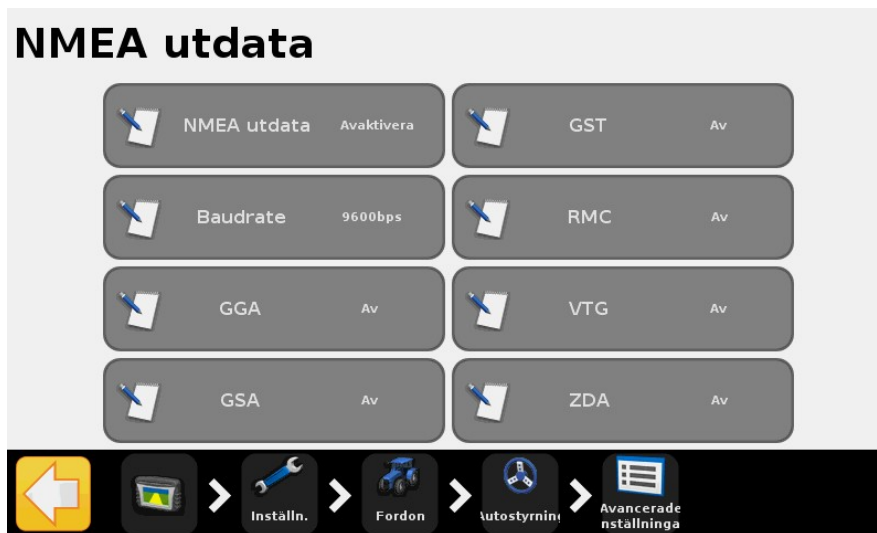 NMEA utdata
NMEA utdata Avaktivera
GST Av
Baudrate 9600bps
RMC Av
GGA Av
VTG Av
GSA Av
ZDA Av
Inställn.
Fordon
Autostyrning
Avancerade
nställninga